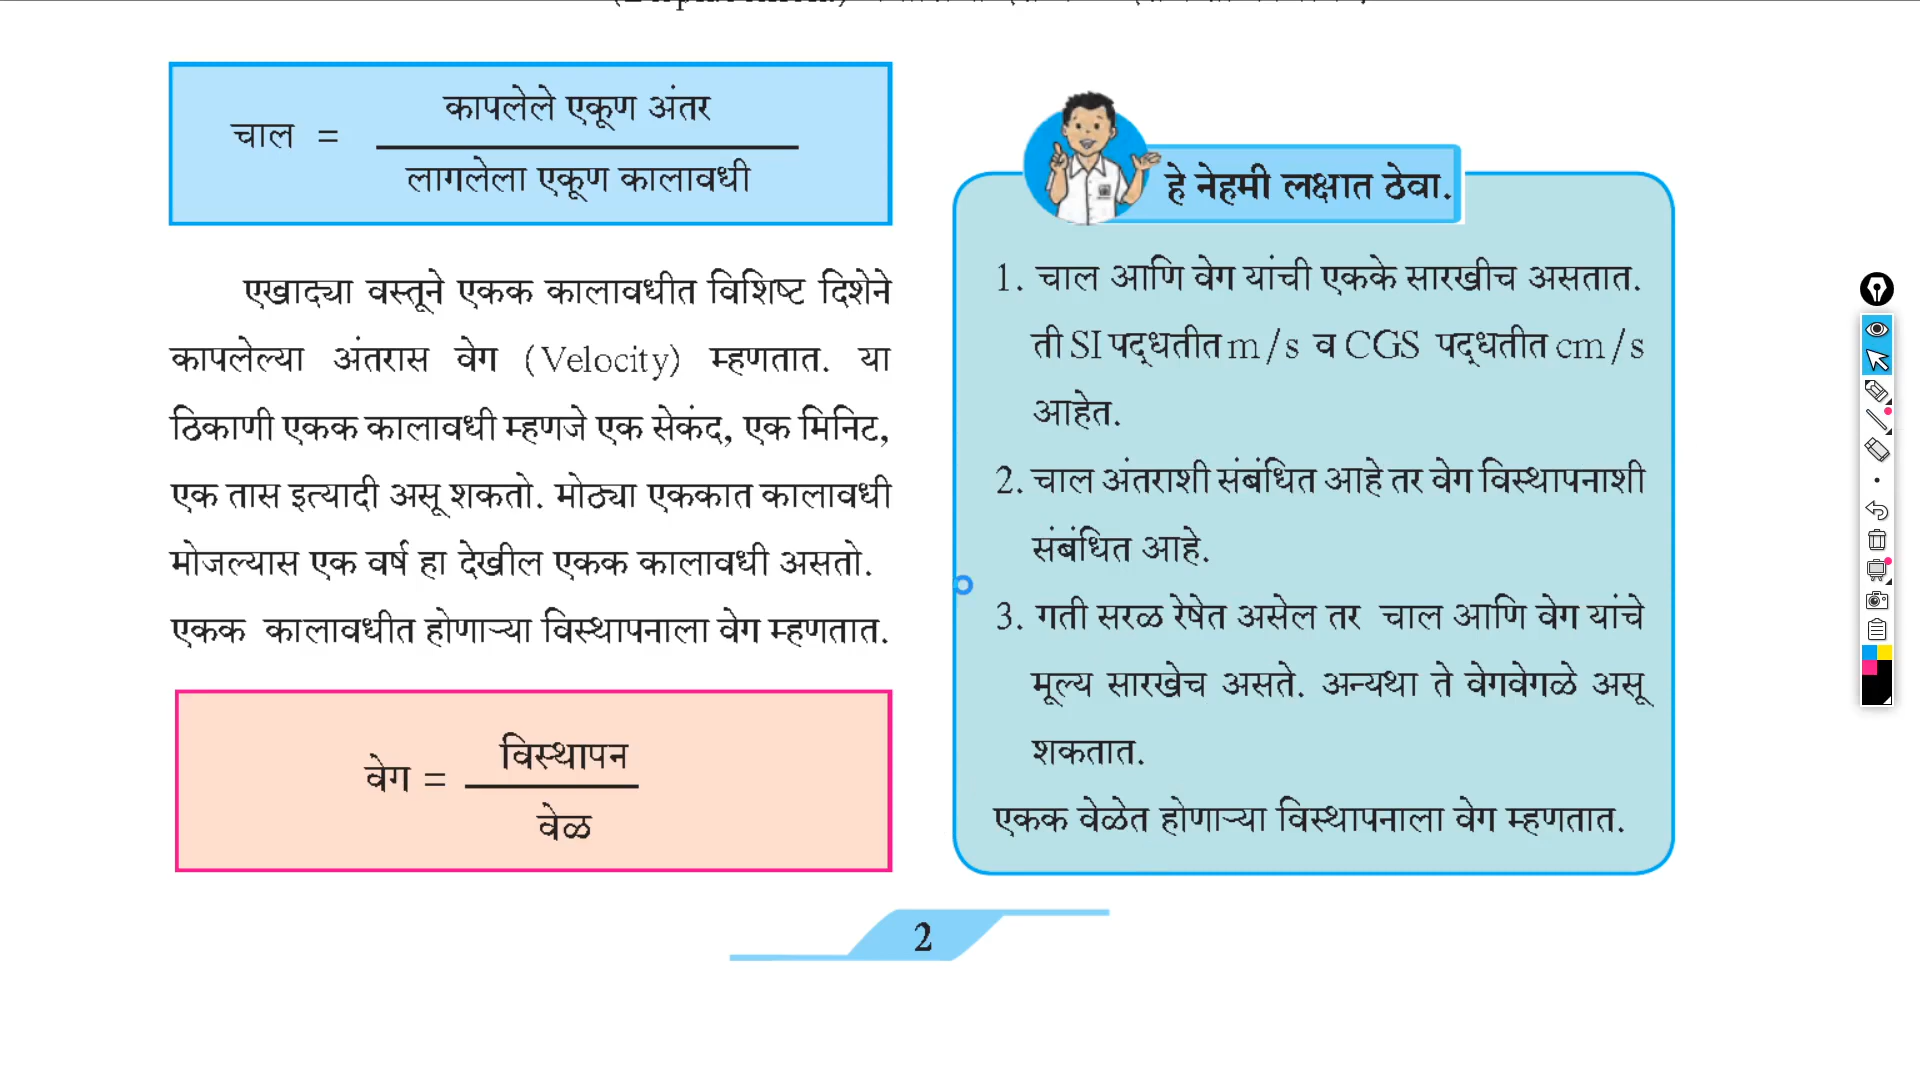 चाल = कापलेले एकूण अंतर
लागलेला एकूण कालावधी
एखाद्या वस्तूने एकक कालावधीत विशिष्ट दिशेने
कापलेल्या अंतरास वेग (Velocity) म्हणतात. या
ठिकाणी एकक कालावधी म्हणजे एक सेकंद, एक मिनिट,
एक तास इत्यादी असू शकतो. मोठ्या एककात कालावधी
मोजल्यास एक वर्ष हा देखील एकक कालावधी असतो.
एकक कालावधीत होणाऱ्या विस्थापनाला वेग म्हणतात.
वेग = विस्थापन
वेळ
हे नेहमी लक्षात ठेवा.
1. चाल आणि वेग यांची एकके सारखीच असतात.
ती SI पद्धतीत m/s व CGS पद्धतीत cm/s
आहेत.
2. चाल अंतराशी संबंधित आहे तर वेग विस्थापनाशी
संबंधित आहे.
3. गती सरळ रेषेत असेल तर चाल आणि वेग यांचे
मूल्य सारखेच असते. अन्यथा ते वेगवेगळे असू
शकतात.
एकक वेळेत होणाऱ्या विस्थापनाला वेग म्हणतात.
2